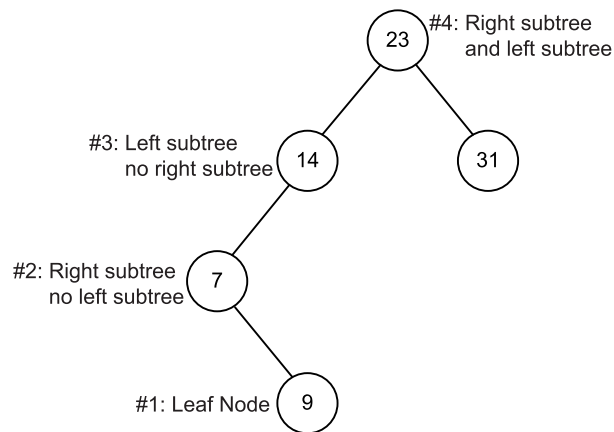 23
#4: Right subtree
and left subtree
#3: Left subtree
no right subtree
14
31
#2: Right subtree
no left subtree
7
#1: Leaf Node
9